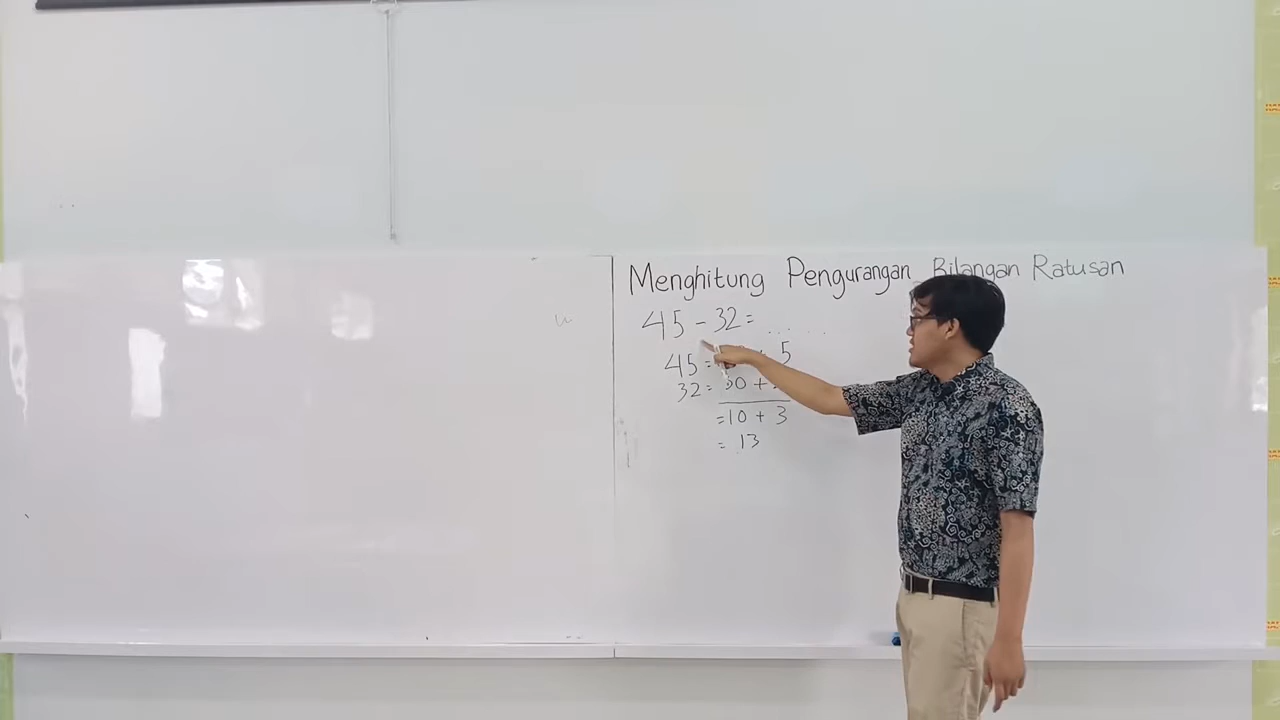 Menghitung Pengurangan Bilangan Ratusan
45 - 32 = ... ..
45 = 5
32 = 30 +
= 10 + 3
= 13